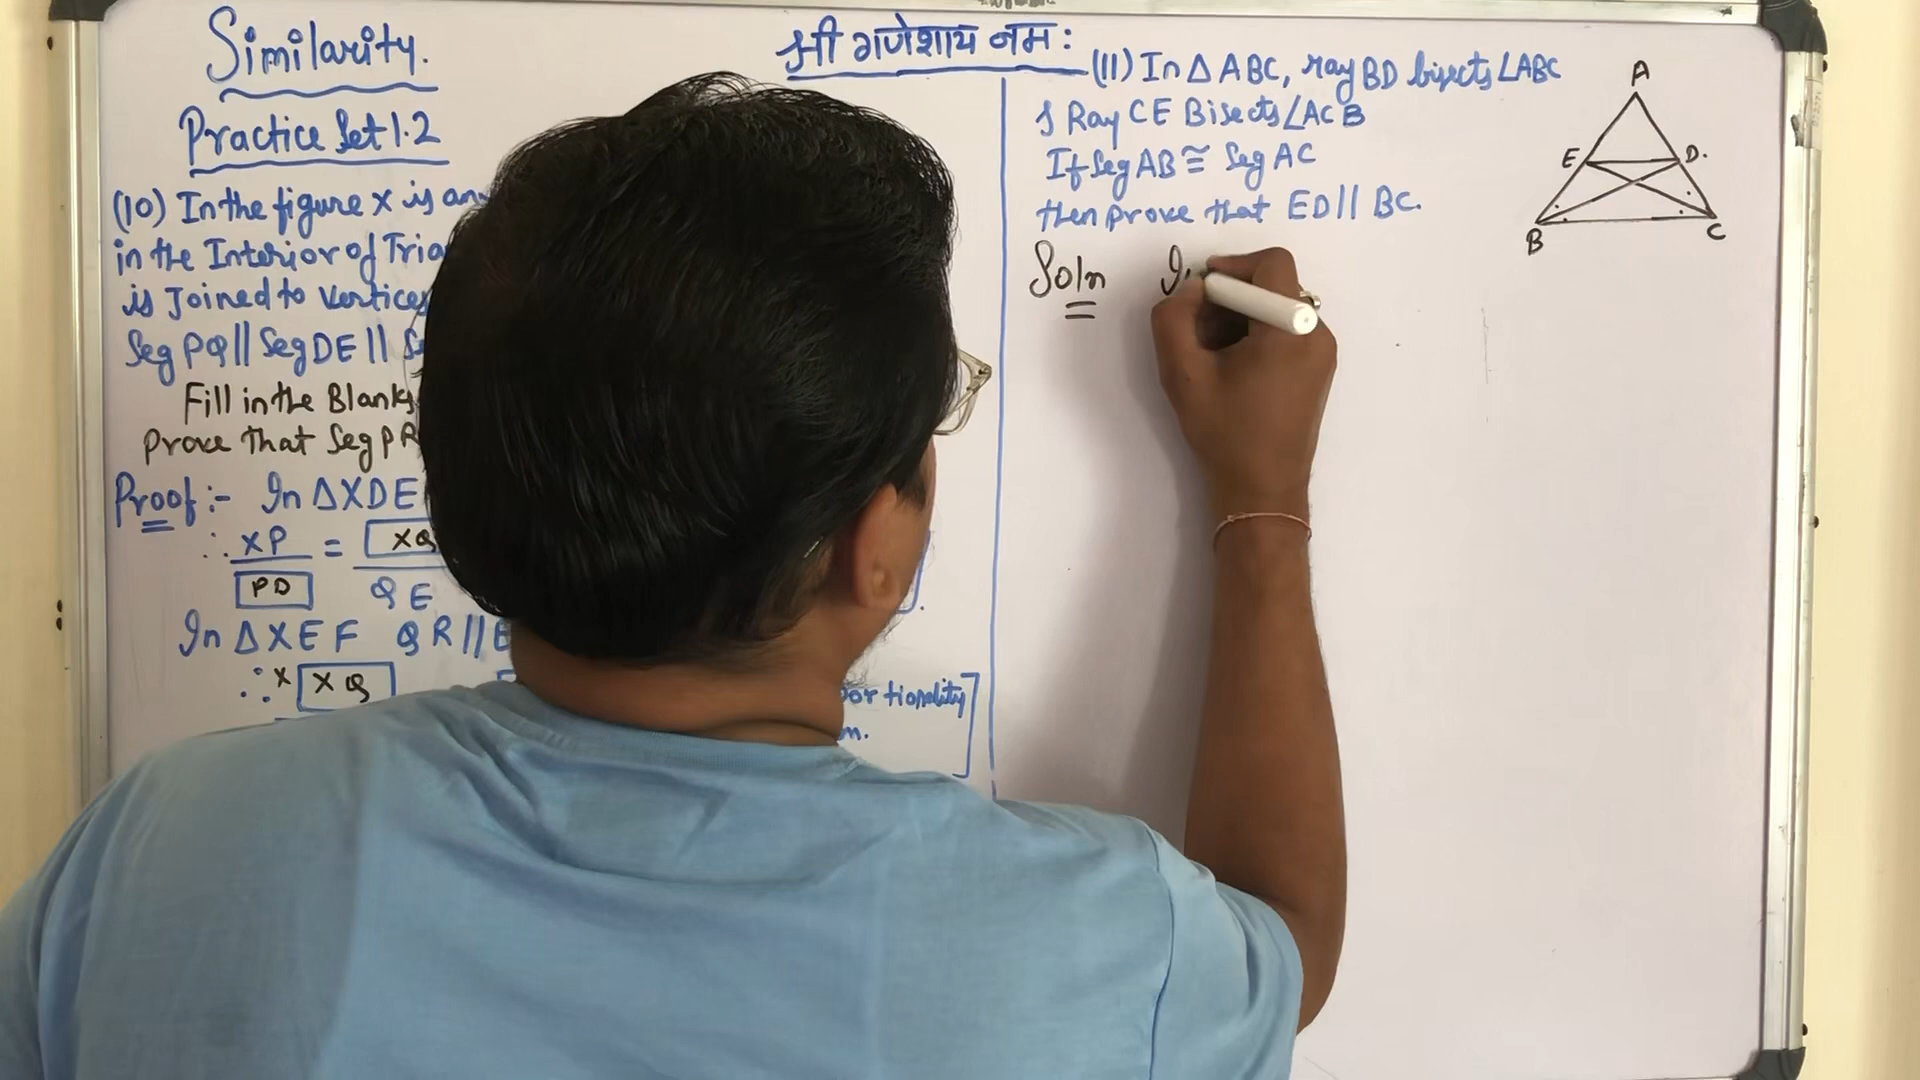 Similarity.
Practice Set 1.2
श्री गणेशाय नमः
(10) In the figure X is any
in the Interior of
is Joined to vertices
Seg PQ || Seg DE ||
Fill in the Blanks
Prove that Seg PR
Proof :- In △XDE
∴ XP / PD = XQ / QE
In △XEF QR || E
∴ XQ
m.
(11) In △ ABC, ray BD bisects ∠ABC
& Ray CE Bisects ∠ACB
If Seg AB ≅ Seg AC
then prove that ED || BC.
A
E D.
B C
Soln In